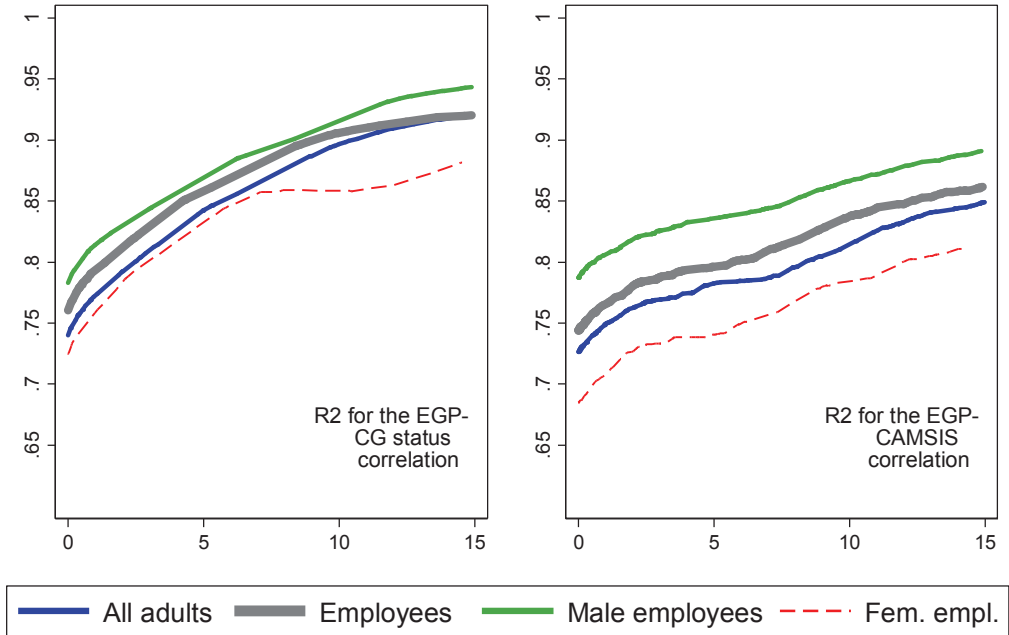 1
.95
.9
.85
.8
.75
.7
.65
R2 for the EGP-
CG status
correlation
0 5 10 15
1
.95
.9
.85
.8
.75
.7
.65
R2 for the EGP-
CAMSIS
correlation
0 5 10 15
All adults Employees Male employees Fem. empl.